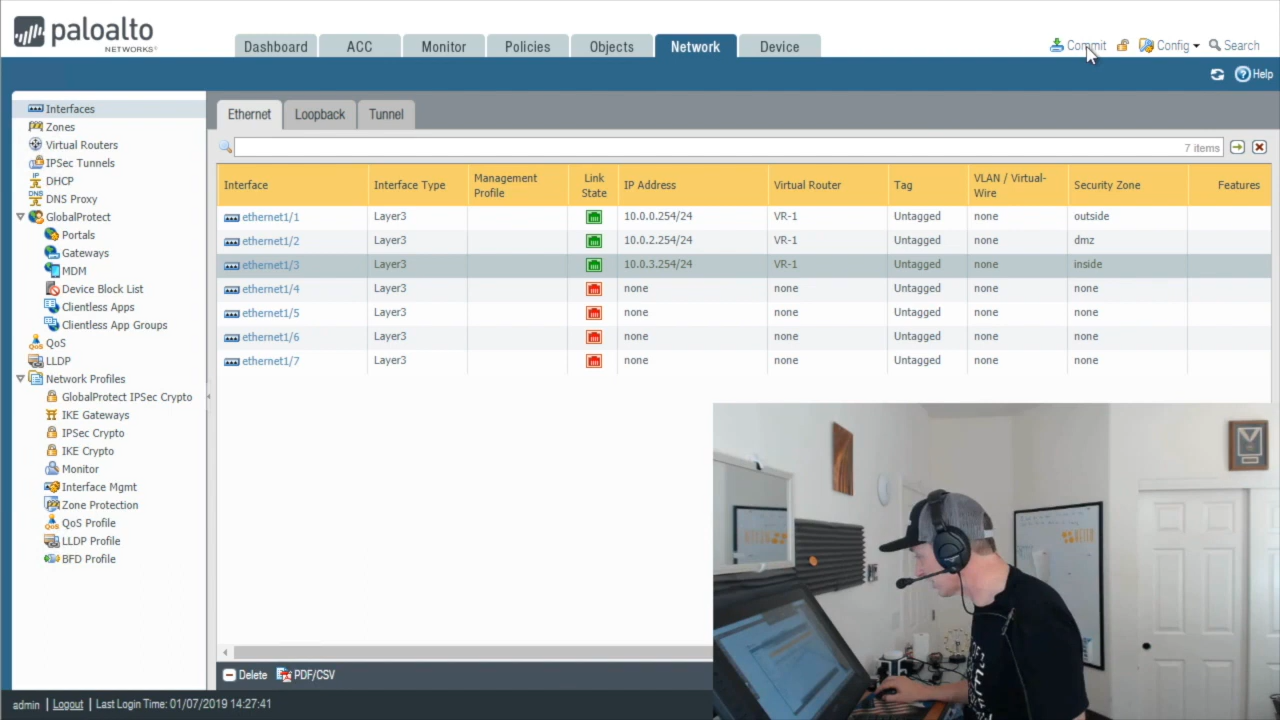 paloalto
NETWORKS
Dashboard
ACC
Monitor
Policies
Objects
Network
Device
Commit
Config
Search
Help
Interfaces
Zones
Virtual Routers
IPSec Tunnels
DHCP
DNS Proxy
GlobalProtect
Portals
Gateways
MDM
Device Block List
Clientless Apps
Clientless App Groups
QoS
LLDP
Network Profiles
GlobalProtect IPSec Crypto
IKE Gateways
IPSec Crypto
IKE Crypto
Monitor
Interface Mgmt
Zone Protection
QoS Profile
LLDP Profile
BFD Profile
Ethernet Loopback Tunnel
7 items
Interface Interface Type Management Profile Link State IP Address Virtual Router Tag VLAN / Virtual-Wire Security Zone Features
ethernet1/1 Layer3 10.0.0.254/24 VR-1 Untagged none outside
ethernet1/2 Layer3 10.0.2.254/24 VR-1 Untagged none dmz
ethernet1/3 Layer3 10.0.3.254/24 VR-1 Untagged none inside
ethernet1/4 Layer3 none none Untagged none none
ethernet1/5 Layer3 none none Untagged none none
ethernet1/6 Layer3 none none Untagged none none
ethernet1/7 Layer3 none none Untagged none none
Delete PDF/CSV
admin | Logout | Last Login Time: 01/07/2019 14:27:41